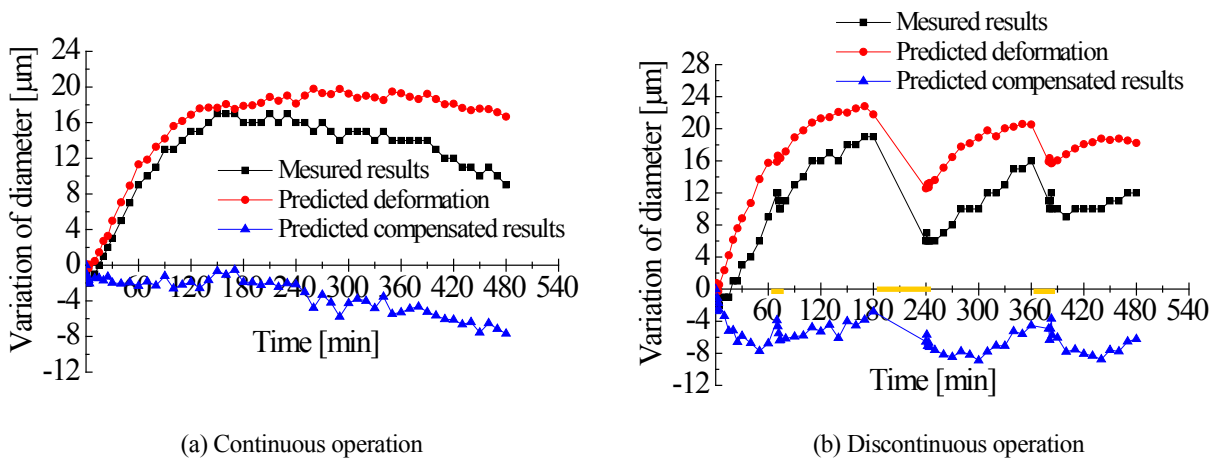 Variation of diameter [μm]
24
20
16
12
8
4
0
-4
-8
-12
Mesured results
Predicted deformation
Predicted compensated results
60 120 180 240 300 360 420 480 540
Time [min]
(a) Continuous operation
Mesured results
Predicted deformation
Predicted compensated results
Variation of diameter [μm]
28
24
20
16
12
8
4
0
-4
-8
-12
60 120 180 240 300 360 420 480 540
Time [min]
(b) Discontinuous operation